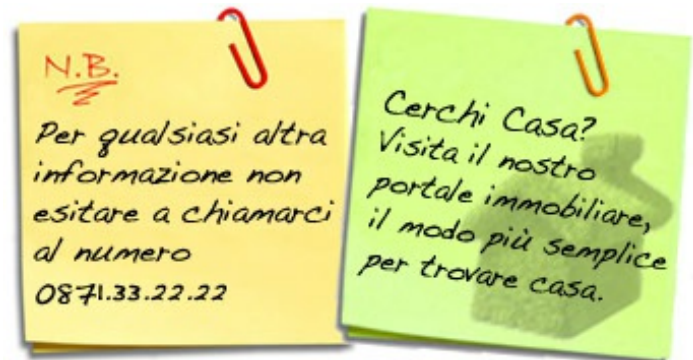 N.B.
Per qualsiasi altra
informazione non
esitare a chiamarci
al numero
0871.33.22.22
Cerchi Casa?
Visita il nostro
portale immobiliare,
il modo più semplice
per trovare casa.